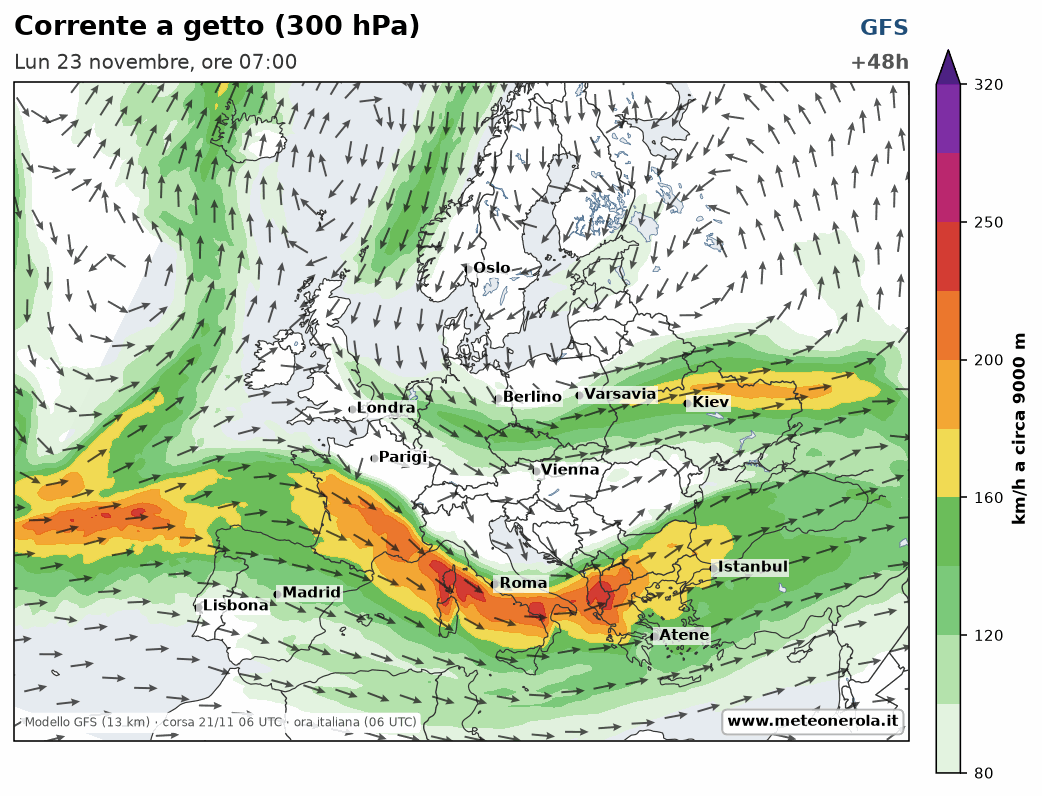 Corrente a getto (300 hPa)
GFS
Lun 23 novembre, ore 07:00
+48h
320
250
200
160
120
80
km/h a circa 9000 m
Oslo
Berlino
Varsavia
Kiev
Londra
Parigi
Vienna
Istanbul
Roma
Madrid
Lisbona
Atene
Modello GFS (13 km) · corsa 21/11 06 UTC · ora italiana (06 UTC)
www.meteonerola.it